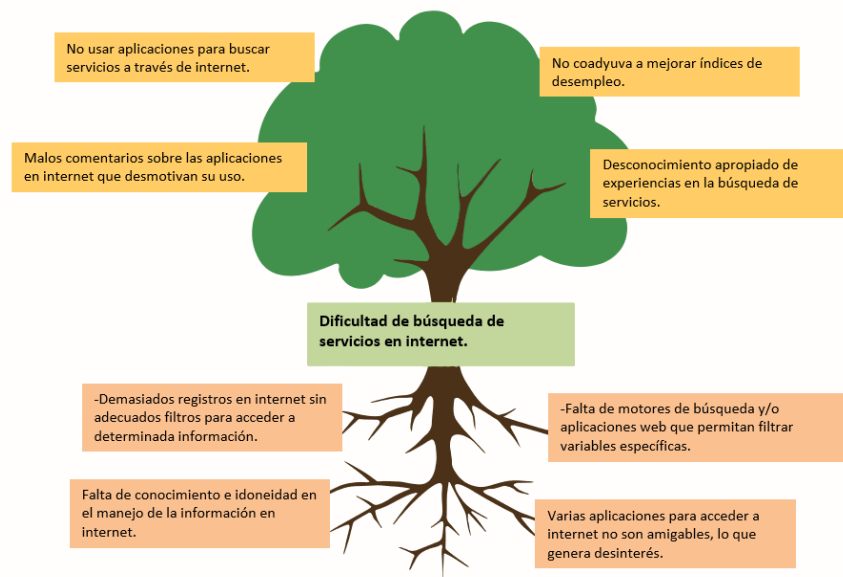 No usar aplicaciones para buscar
servicios a través de internet.
No coadyuva a mejorar índices de
desempleo.
Malos comentarios sobre las aplicaciones
en internet que desmotivan su uso.
Desconocimiento apropiado de
experiencias en la búsqueda de
servicios.
Dificultad de búsqueda de
servicios en internet.
-Demasiados registros en internet sin
adecuados filtros para acceder a
determinada información.
-Falta de motores de búsqueda y/o
aplicaciones web que permitan filtrar
variables específicas.
Falta de conocimiento e idoneidad en
el manejo de la información en
internet.
Varias aplicaciones para acceder a
internet no son amigables, lo que
genera desinterés.